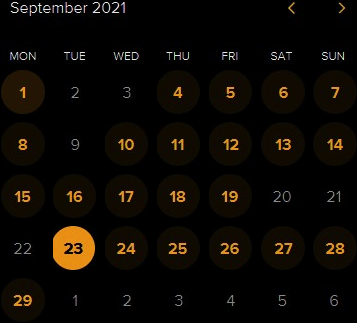 September 2021
MON TUE WED THU FRI SAT SUN
1 2 3 4 5 6 7
8 9 10 11 12 13 14
15 16 17 18 19 20 21
22 23 24 25 26 27 28
29 1 2 3 4 5 6